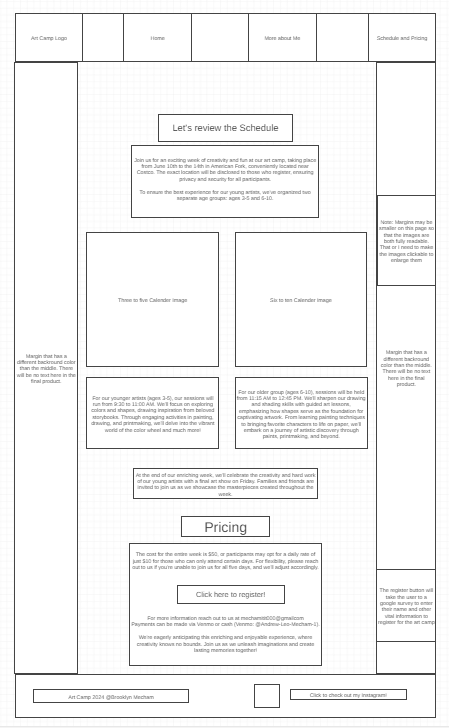 Art Camp Logo
Home
More about Me
Schedule and Pricing
Let's review the Schedule
Join us for an exciting week of creativity and fun at our art camp, taking place
from June 10th to the 14th in American Fork, conveniently located near
Costco. The exact location will be disclosed to those who register, ensuring
privacy and security for all participants.
To ensure the best experience for our young artists, we've organized two
separate age groups: ages 3-5 and 6-10.
Note: Margins may be
smaller on this page so
that the images are
both fully readable.
That or I need to make
the images clickable to
enlarge them
Three to five Calender image
Six to ten Calender image
Margin that has a
different backround color
than the middle. There
will be no text here in the
final product.
Margin that has a
different backround
color than the middle.
There will be no text
here in the final
product.
For our younger artists (ages 3-5), our sessions will
run from 9:30 to 11:00 AM. We'll focus on exploring
colors and shapes, drawing inspiration from beloved
storybooks. Through engaging activities in painting,
drawing, and printmaking, we'll delve into the vibrant
world of the color wheel and much more!
For our older group (ages 6-10), sessions will be held
from 11:15 AM to 12:45 PM. We'll sharpen our drawing
and shading skills with guided art lessons,
emphasizing how shapes serve as the foundation for
captivating artwork. From learning painting techniques
to bringing favorite characters to life on paper, we'll
embark on a journey of artistic discovery through
paints, printmaking, and beyond.
At the end of our enriching week, we'll celebrate the creativity and hard work
of our young artists with a final art show on Friday. Families and friends are
invited to join us as we showcase the masterpieces created throughout the
week.
Pricing
The cost for the entire week is $50, or participants may opt for a daily rate of
just $10 for those who can only attend certain days. For flexibility, please reach
out to us if you're unable to join us for all five days, and we'll adjust accordingly.
Click here to register!
The register button will
take the user to a
google survey to enter
their name and other
vital information to
register for the art camp
For more information reach out to us at
Payments can be made via Venmo or cash (Venmo: @Andrew-Leo-Mecham-1).
We're eagerly anticipating this enriching and enjoyable experience, where
creativity knows no bounds. Join us as we unleash imaginations and create
lasting memories together!
Art Camp 2024 @Brooklyn Mecham
Click to check out my Instagram!